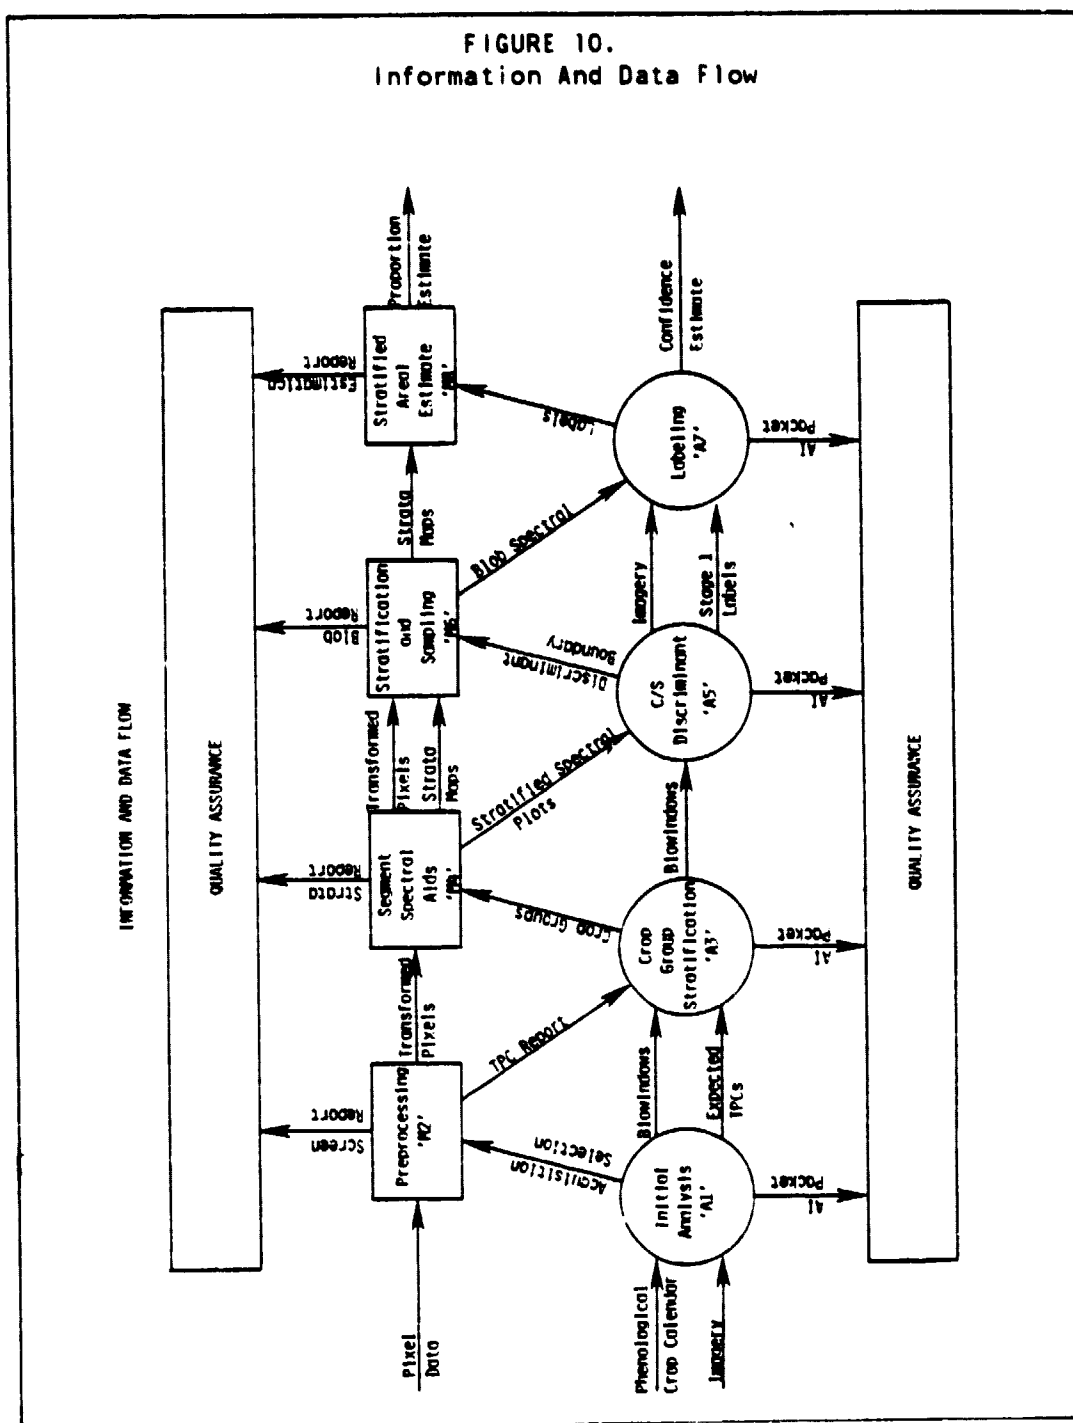 FIGURE 10.
Information And Data Flow
INFORMATION AND DATA FLOW
QUALITY ASSURANCE
Screen
Report
Strata
Report
Blob
Report
Estimation
Report
Pixel
Data
Preprocessing
'M2'
Transformed
Pixels
Segment
Spectral
Aids
Transformed
Pixels
Strata
Maps
Stratification
and
Sampling
'M6'
Strata
Maps
Stratified
Areal
Estimate
Proportion
Estimate
Acquisition
Selection
TPC Report
Crop Groups
Stratified Spectral
Plots
Discriminant
Boundary
Blob Spectral
Labels
Phenological
Crop Calendar
Imagery
Initial
Annlysis
'A1'
Blowindows
Expected
TPCs
Crop
Group
Stratification
'A3'
Blowindows
C/S
Discriminant
'A5'
Imagery
Stage 1
Labels
Labeling
'A7'
Confidence
Estimate
AI
Packet
AI
Packet
AI
Packet
AI
Packet
QUALITY ASSURANCE